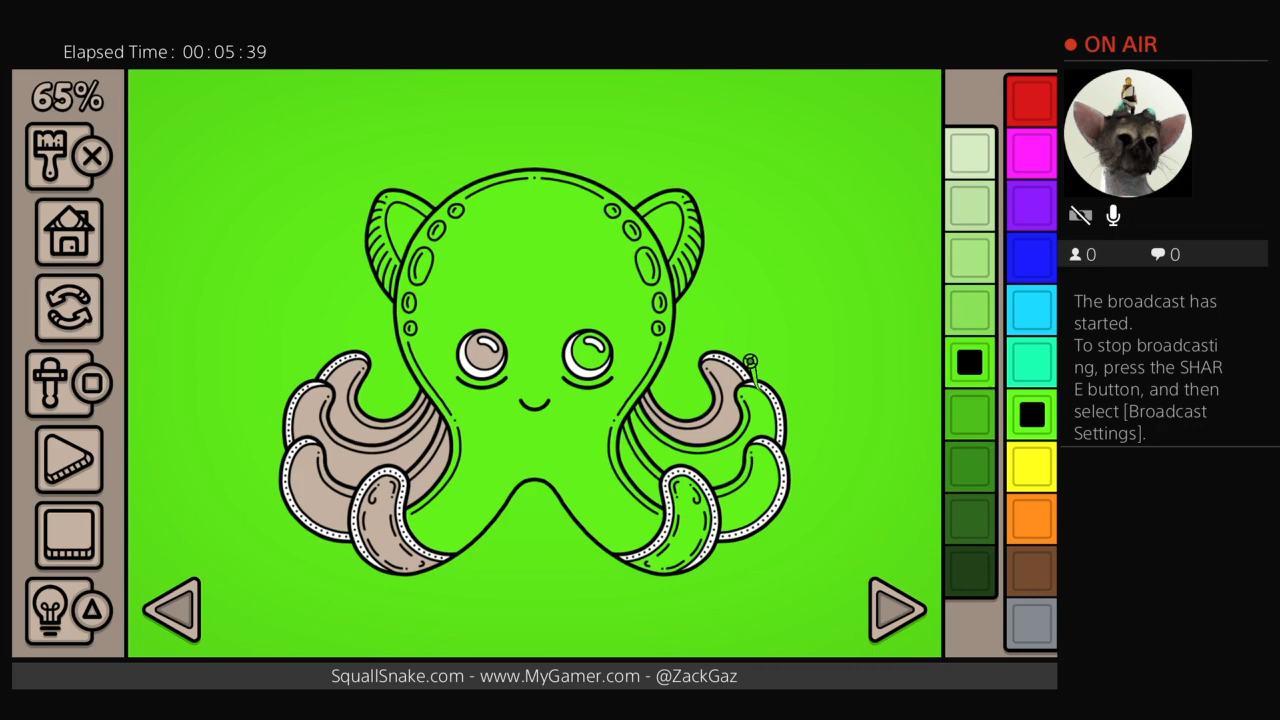 Elapsed Time: 00:05:39
ON AIR
65%
0
0
The broadcast has
started.
To stop broadcasti
ng, press the SHAR
E button, and then
select [Broadcast
Settings].
SquallSnake.com - www.MyGamer.com - @ZackGaz